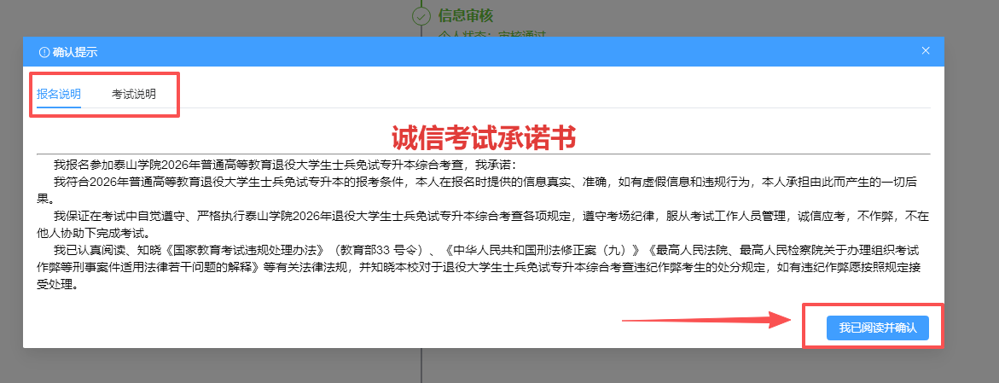 信息审核
个人状态：审核通过
确认提示
报名说明 考试说明
诚信考试承诺书
我报名参加泰山学院2026年普通高等教育退役大学生士兵免试专升本综合考查，我承诺：
我符合2026年普通高等教育退役大学生士兵免试专升本的报考条件，本人在报名时提供的信息真实、准确，如有虚假信息和违规行为，本人承担由此而产生的一切后
果。
我保证在考试中自觉遵守、严格执行泰山学院2026年退役大学生士兵免试专升本综合考查各项规定，遵守考场纪律，服从考试工作人员管理，诚信应考，不作弊，不在
他人协助下完成考试。
我已认真阅读、知晓《国家教育考试违规处理办法》（教育部33 号令）、《中华人民共和国刑法修正案（九）》《最高人民法院、最高人民检察院关于办理组织考试
作弊等刑事案件适用法律若干问题的解释》等有关法律法规，并知晓本校对于退役大学生士兵免试专升本综合考查违纪作弊考生的处分规定，如有违纪作弊愿按照规定接
受处理。
我已阅读并确认